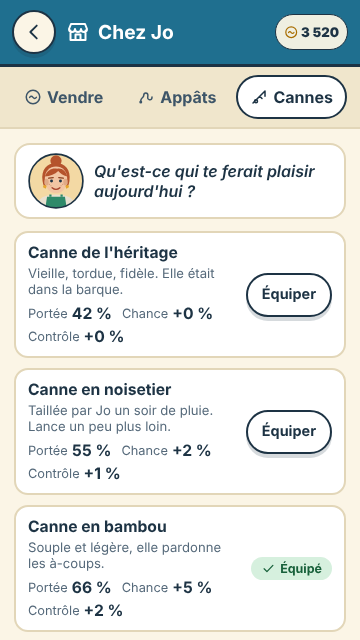 Chez Jo
3 520
Vendre
Appâts
Cannes
Qu'est-ce qui te ferait plaisir
aujourd'hui ?
Canne de l'héritage
Vieille, tordue, fidèle. Elle était
dans la barque.
Portée 42 % Chance +0 %
Contrôle +0 %
Équiper
Canne en noisetier
Taillée par Jo un soir de pluie.
Lance un peu plus loin.
Portée 55 % Chance +2 %
Contrôle +1 %
Équiper
Canne en bambou
Souple et légère, elle pardonne
les à-coups.
Portée 66 % Chance +5 %
Contrôle +2 %
Équipé